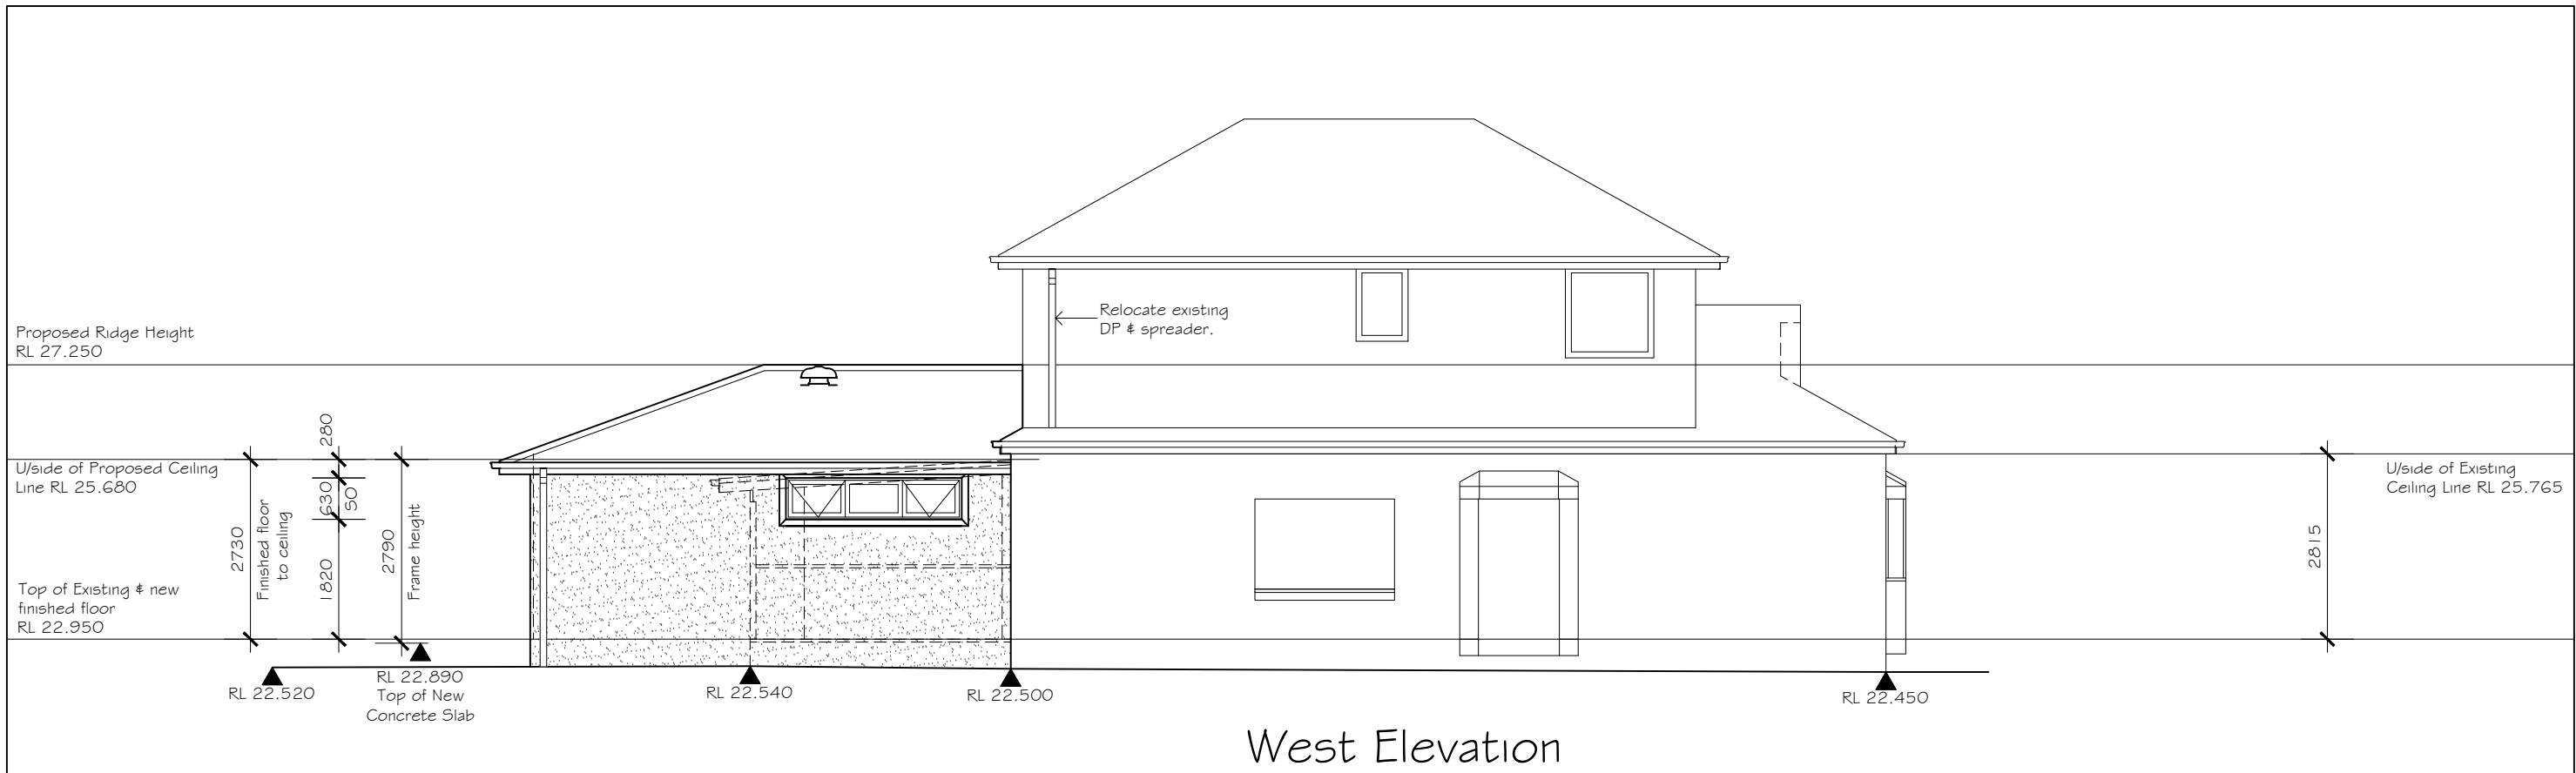 Proposed Ridge Height
RL 27.250
Relocate existing
DP & spreader.
U/side of Proposed Ceiling
Line RL 25.680
280
630
50
1820
2730
Finished floor
to ceiling
2790
Frame height
Top of Existing & new
finished floor
RL 22.950
U/side of Existing
Ceiling Line RL 25.765
2815
RL 22.520
RL 22.890
Top of New
Concrete Slab
RL 22.540
RL 22.500
RL 22.450
West Elevation